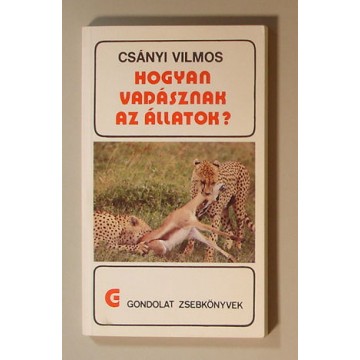 CSÁNYI VILMOS
HOGYAN
VADÁSZNAK
AZ ÁLLATOK?
G GONDOLAT ZSEBKÖNYVEK